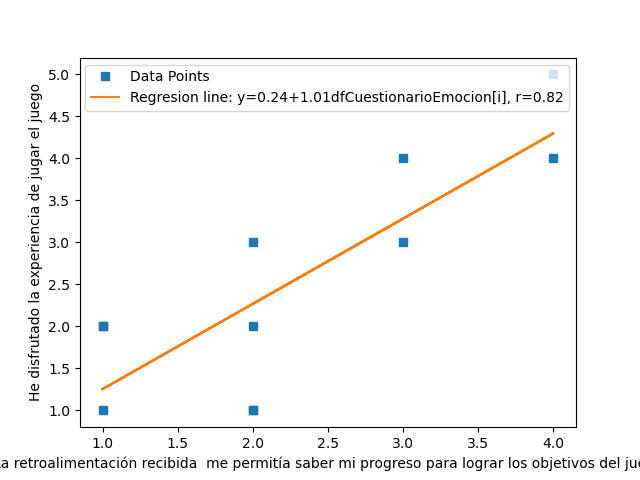 Data Points
Regresion line: y=0.24+1.01dfCuestionarioEmocion[i], r=0.82
He disfrutado la experiencia de jugar el juego
5.0
4.5
4.0
3.5
3.0
2.5
2.0
1.5
1.0
1.0 1.5 2.0 2.5 3.0 3.5 4.0
a retroalimentación recibida  me permitía saber mi progreso para lograr los objetivos del jue